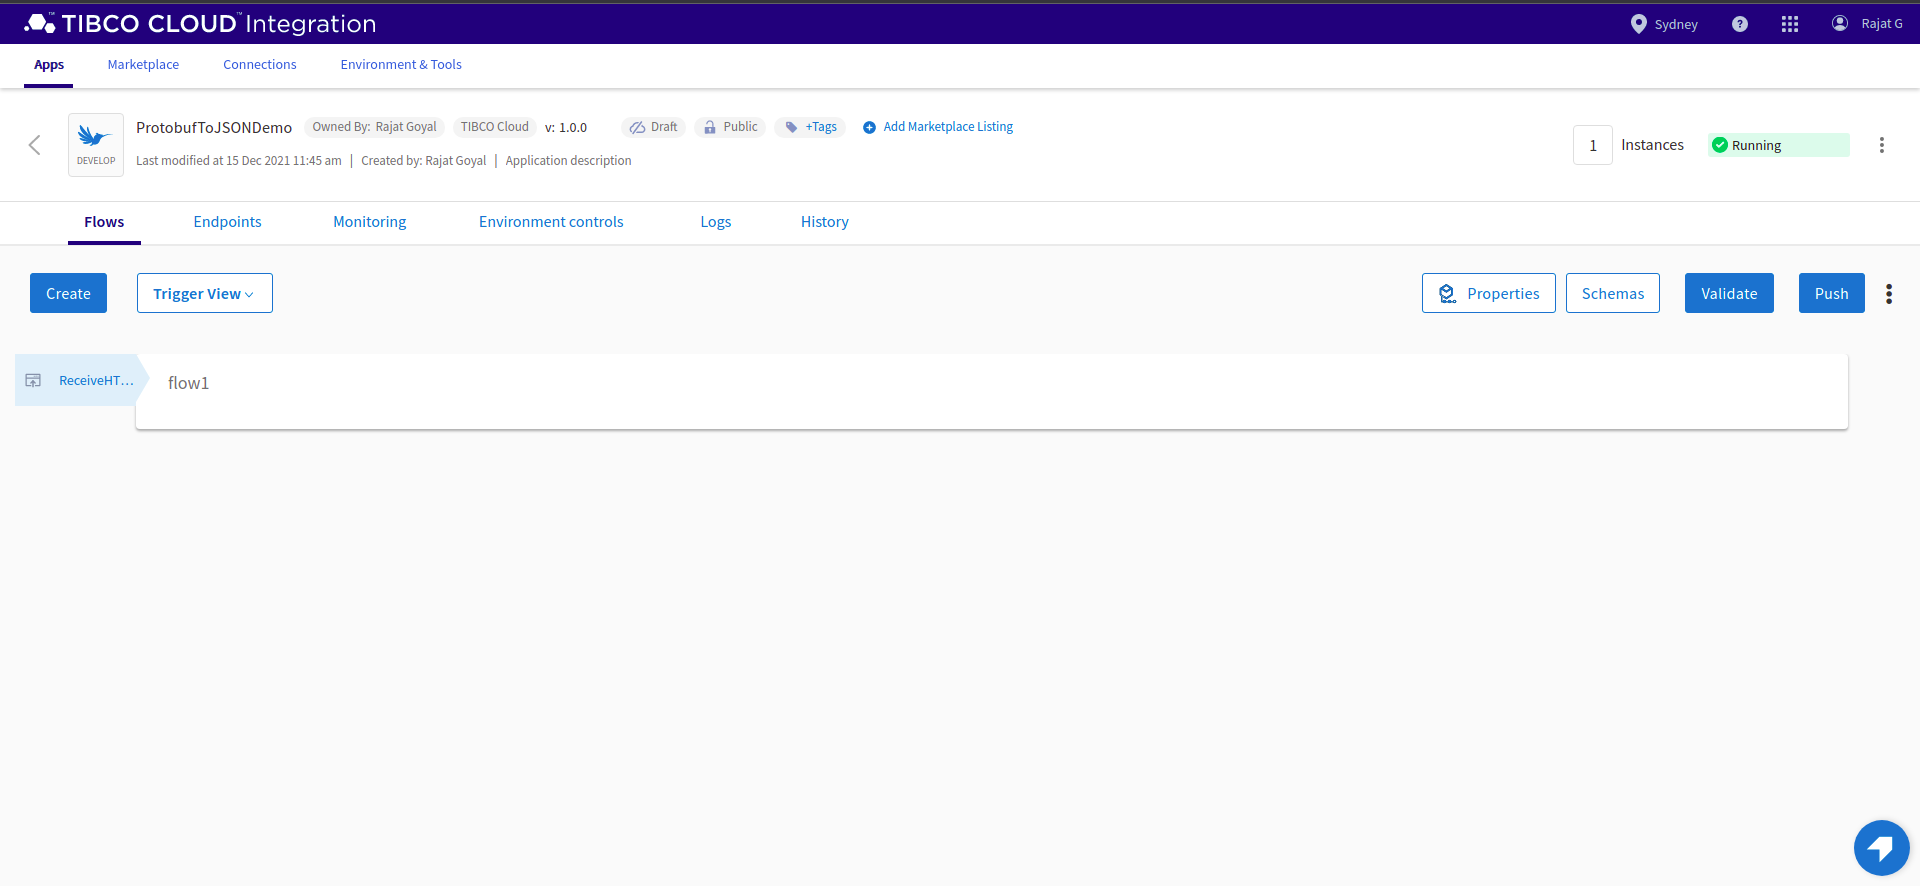 TIBCO CLOUD™ Integration
Sydney
?
Rajat G
Apps
Marketplace
Connections
Environment & Tools
DEVELOP
ProtobufToJSONDemo
Owned By: Rajat Goyal
TIBCO Cloud
v: 1.0.0
Draft
Public
+Tags
Add Marketplace Listing
Last modified at 15 Dec 2021 11:45 am | Created by: Rajat Goyal | Application description
1
Instances
Running
Flows
Endpoints
Monitoring
Environment controls
Logs
History
Create
Trigger View
Properties
Schemas
Validate
Push
ReceiveHT...
flow1